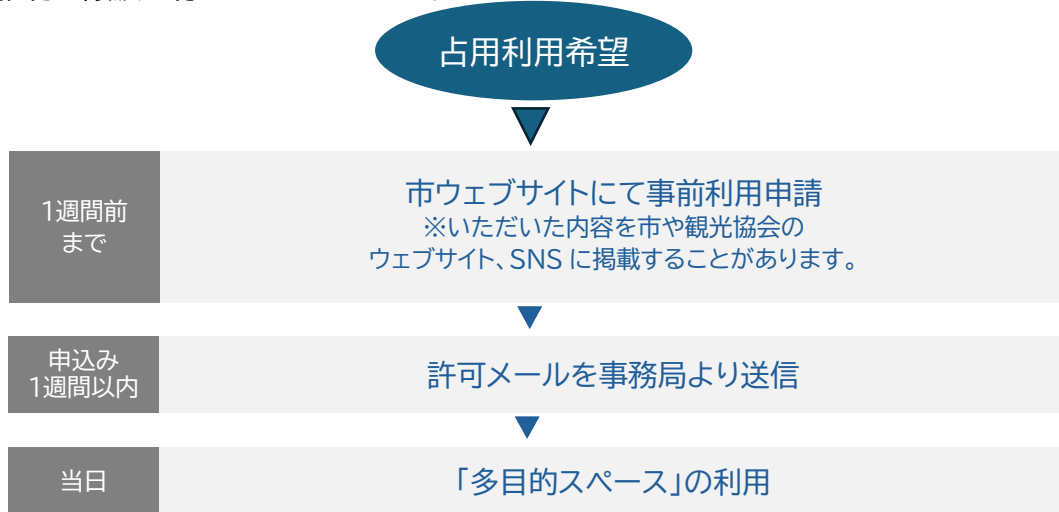 占用利用希望
1週間前
まで
市ウェブサイトにて事前利用申請
※いただいた内容を市や観光協会の
ウェブサイト、SNS に掲載することがあります。
申込み
1週間以内
許可メールを事務局より送信
当日
「多目的スペース」の利用